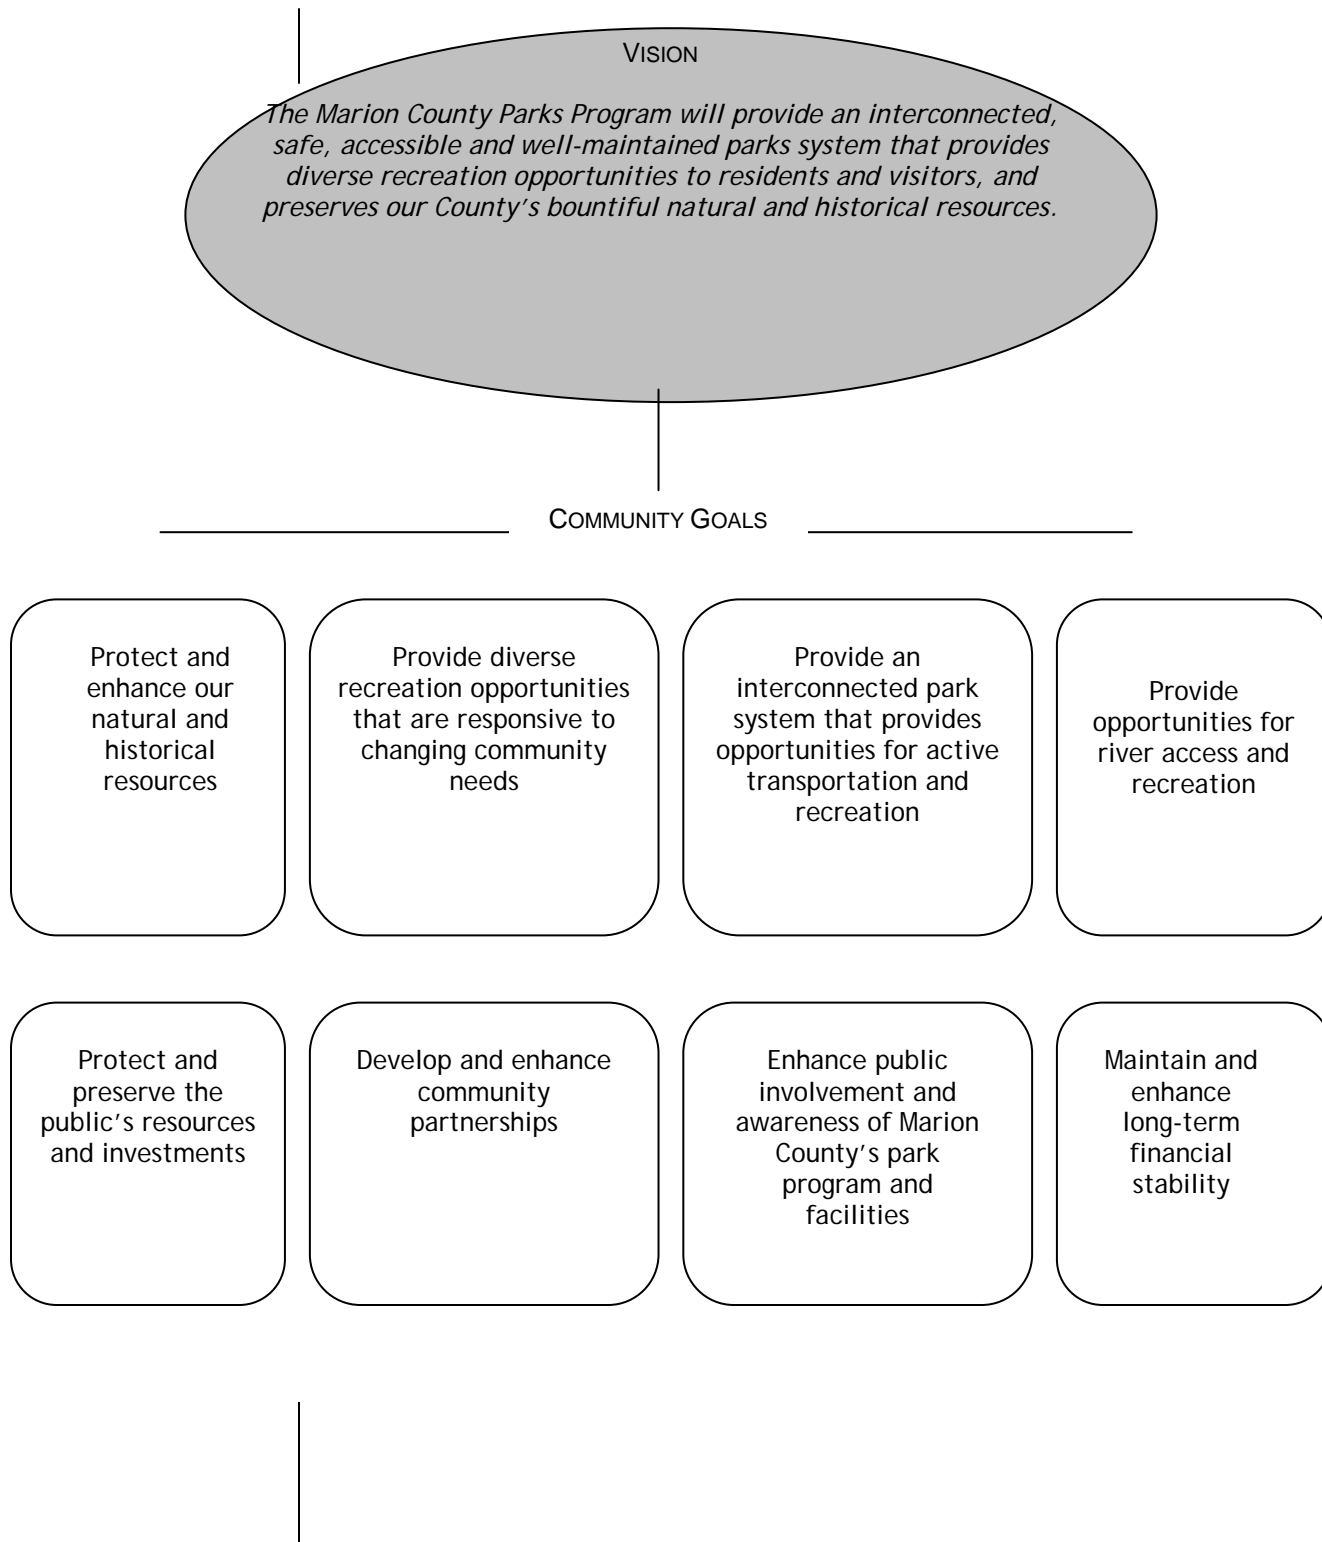 VISION
The Marion County Parks Program will provide an interconnected,
safe, accessible and well-maintained parks system that provides
diverse recreation opportunities to residents and visitors, and
preserves our County's bountiful natural and historical resources.
COMMUNITY GOALS
Protect and
enhance our
natural and
historical
resources
Provide diverse
recreation opportunities
that are responsive to
changing community
needs
Provide an
interconnected park
system that provides
opportunities for active
transportation and
recreation
Provide
opportunities for
river access and
recreation
Protect and
preserve the
public's resources
and investments
Develop and enhance
community
partnerships
Enhance public
involvement and
awareness of Marion
County's park
program and
facilities
Maintain and
enhance
long-term
financial
stability